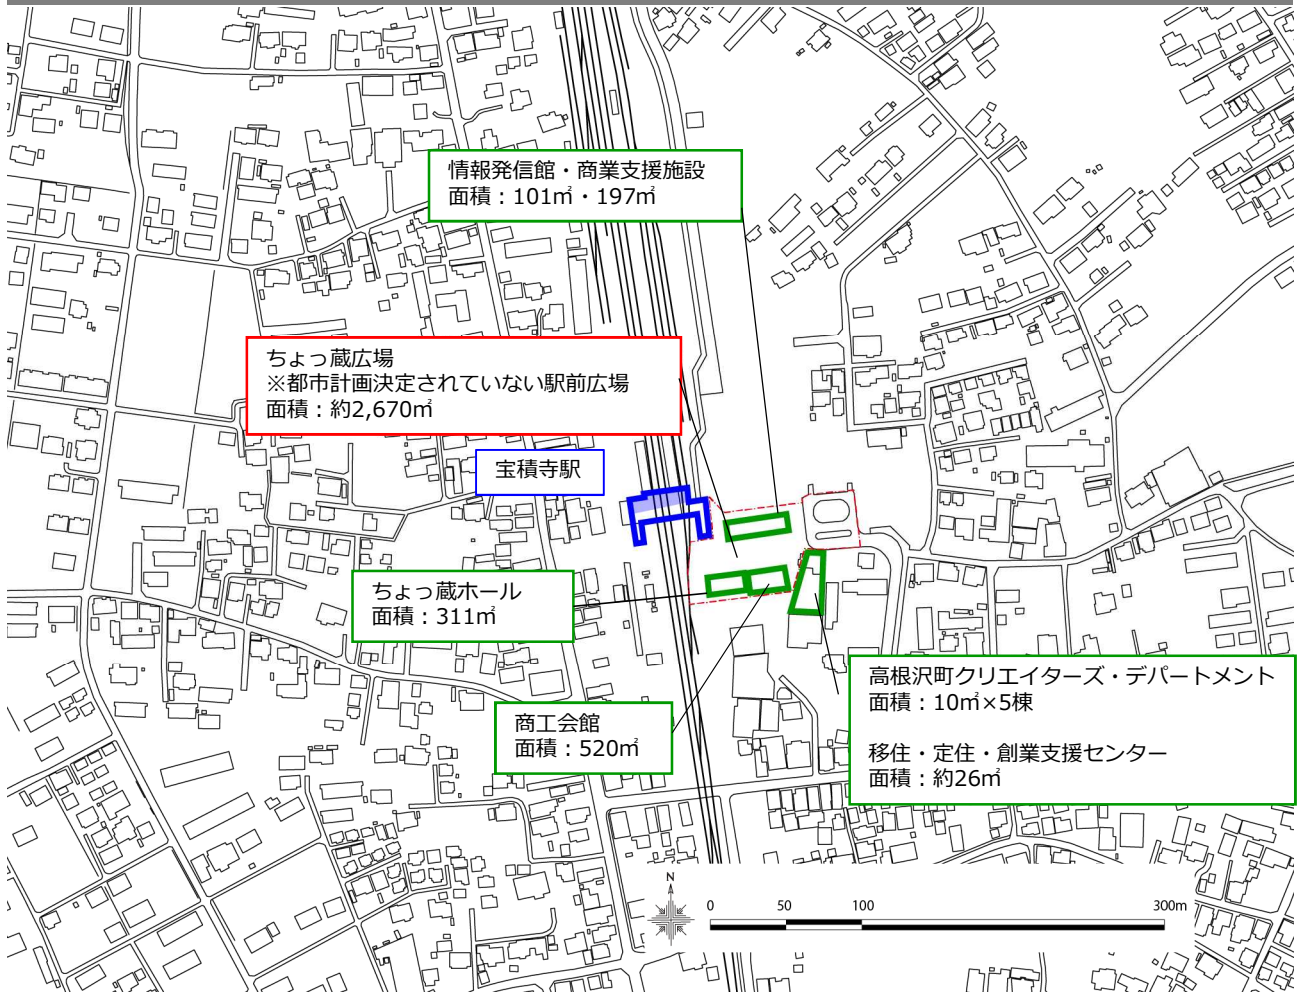 情報発信館・商業支援施設
面積：101㎡・197㎡
ちょっ蔵広場
※都市計画決定されていない駅前広場
面積：約2,670㎡
宝積寺駅
ちょっ蔵ホール
面積：311㎡
商工会館
面積：520㎡
高根沢町クリエイターズ・デパートメント
面積：10㎡×5棟
移住・定住・創業支援センター
面積：約26㎡
N
0 50 100 300m